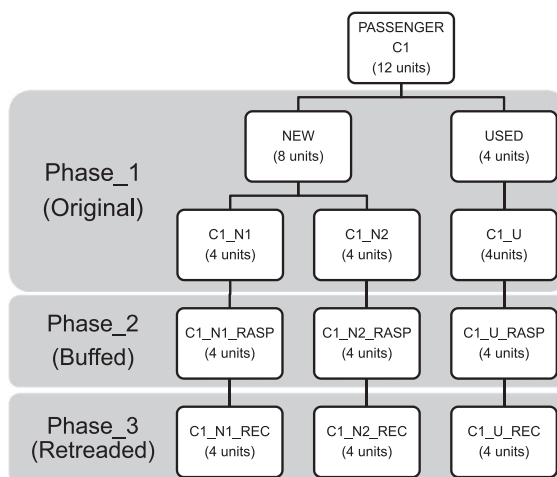 PASSENGER
C1
(12 units)
Phase_1
(Original)
NEW
(8 units)
USED
(4 units)
C1_N1
(4 units)
C1_N2
(4 units)
C1_U
(4units)
Phase_2
(Buffed)
C1_N1_RASP
(4 units)
C1_N2_RASP
(4 units)
C1_U_RASP
(4 units)
Phase_3
(Retreaded)
C1_N1_REC
(4 units)
C1_N2_REC
(4 units)
C1_U_REC
(4 units)